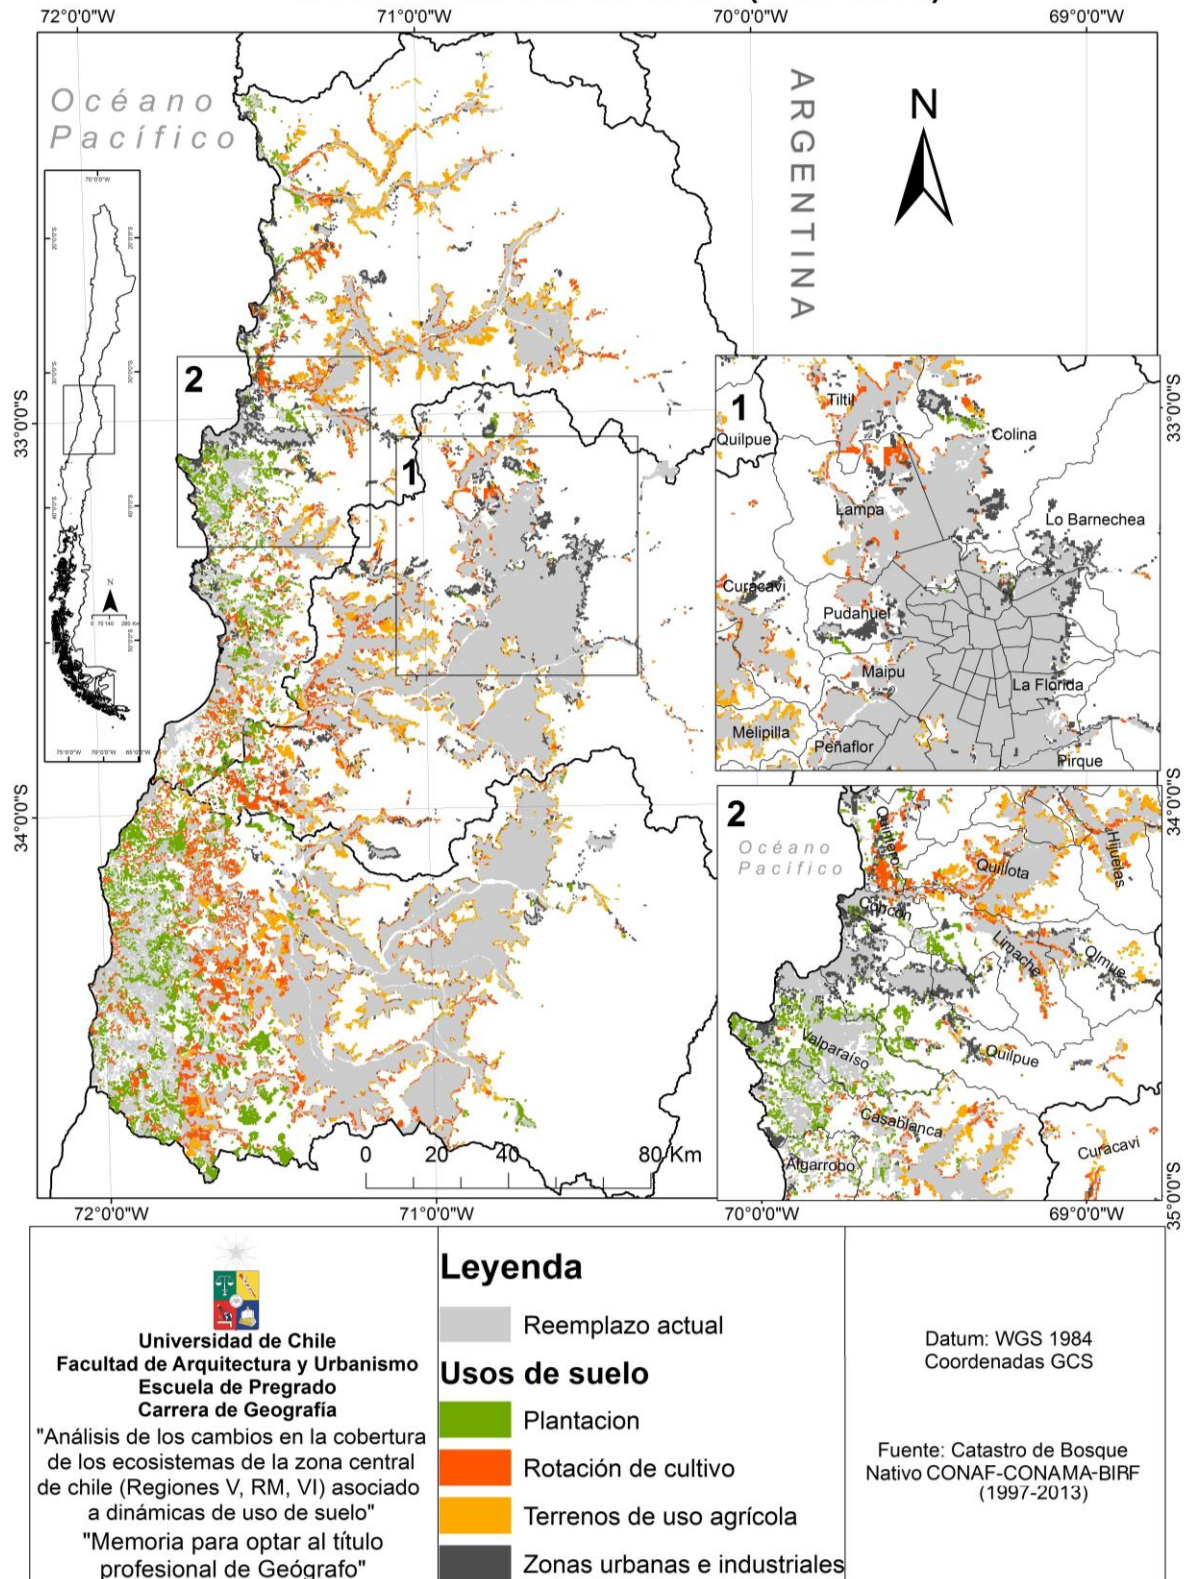 72°0'0"W
71°0'0"W
70°0'0"W
69°0'0"W
Océano
Pacífico
ARGENTINA
N
2
1
33°0'0"S
34°0'0"S
33°0'0"S
34°0'0"S
35°0'0"S
N
1
Tiltil
Quilpue
Colina
Lampa
Lo Barnechea
Curacavi
Pudahuel
Maipu
La Florida
Melipilla
Peñaflor
Pirque
2
Océano
Pacífico
Quintero
Hijuelas
Quillota
Concón
Limache
Olmue
Valparaíso
Quilpue
Casablanca
Curacavi
Algarrobo
0 20 40 80 Km
72°0'0"W
71°0'0"W
70°0'0"W
69°0'0"W
Universidad de Chile
Facultad de Arquitectura y Urbanismo
Escuela de Pregrado
Carrera de Geografía
"Análisis de los cambios en la cobertura
de los ecosistemas de la zona central
de chile (Regiones V, RM, VI) asociado
a dinámicas de uso de suelo"
"Memoria para optar al título
profesional de Geógrafo"
Leyenda
Reemplazo actual
Usos de suelo
Plantacion
Rotación de cultivo
Terrenos de uso agrícola
Zonas urbanas e industriales
Datum: WGS 1984
Coordenadas GCS
Fuente: Catastro de Bosque
Nativo CONAF-CONAMA-BIRF
(1997-2013)